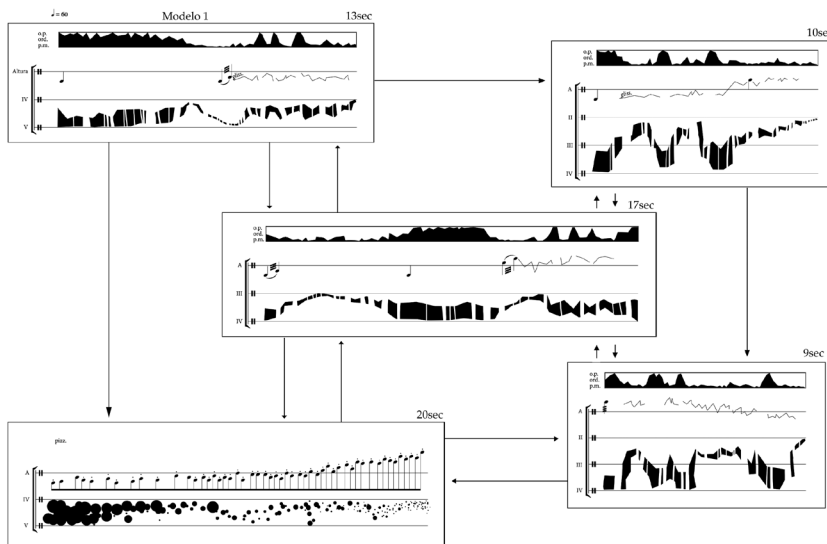 ♩= 60
Modelo 1
13sec
o.p.
ord.
p.m.
Altura
IV
V
10sec
o.p.
ord.
p.m.
A
II
III
IV
17sec
o.p.
ord.
p.m.
A
III
IV
9sec
o.p.
ord.
p.m.
A
II
III
IV
20sec
pizz.
A
IV
V